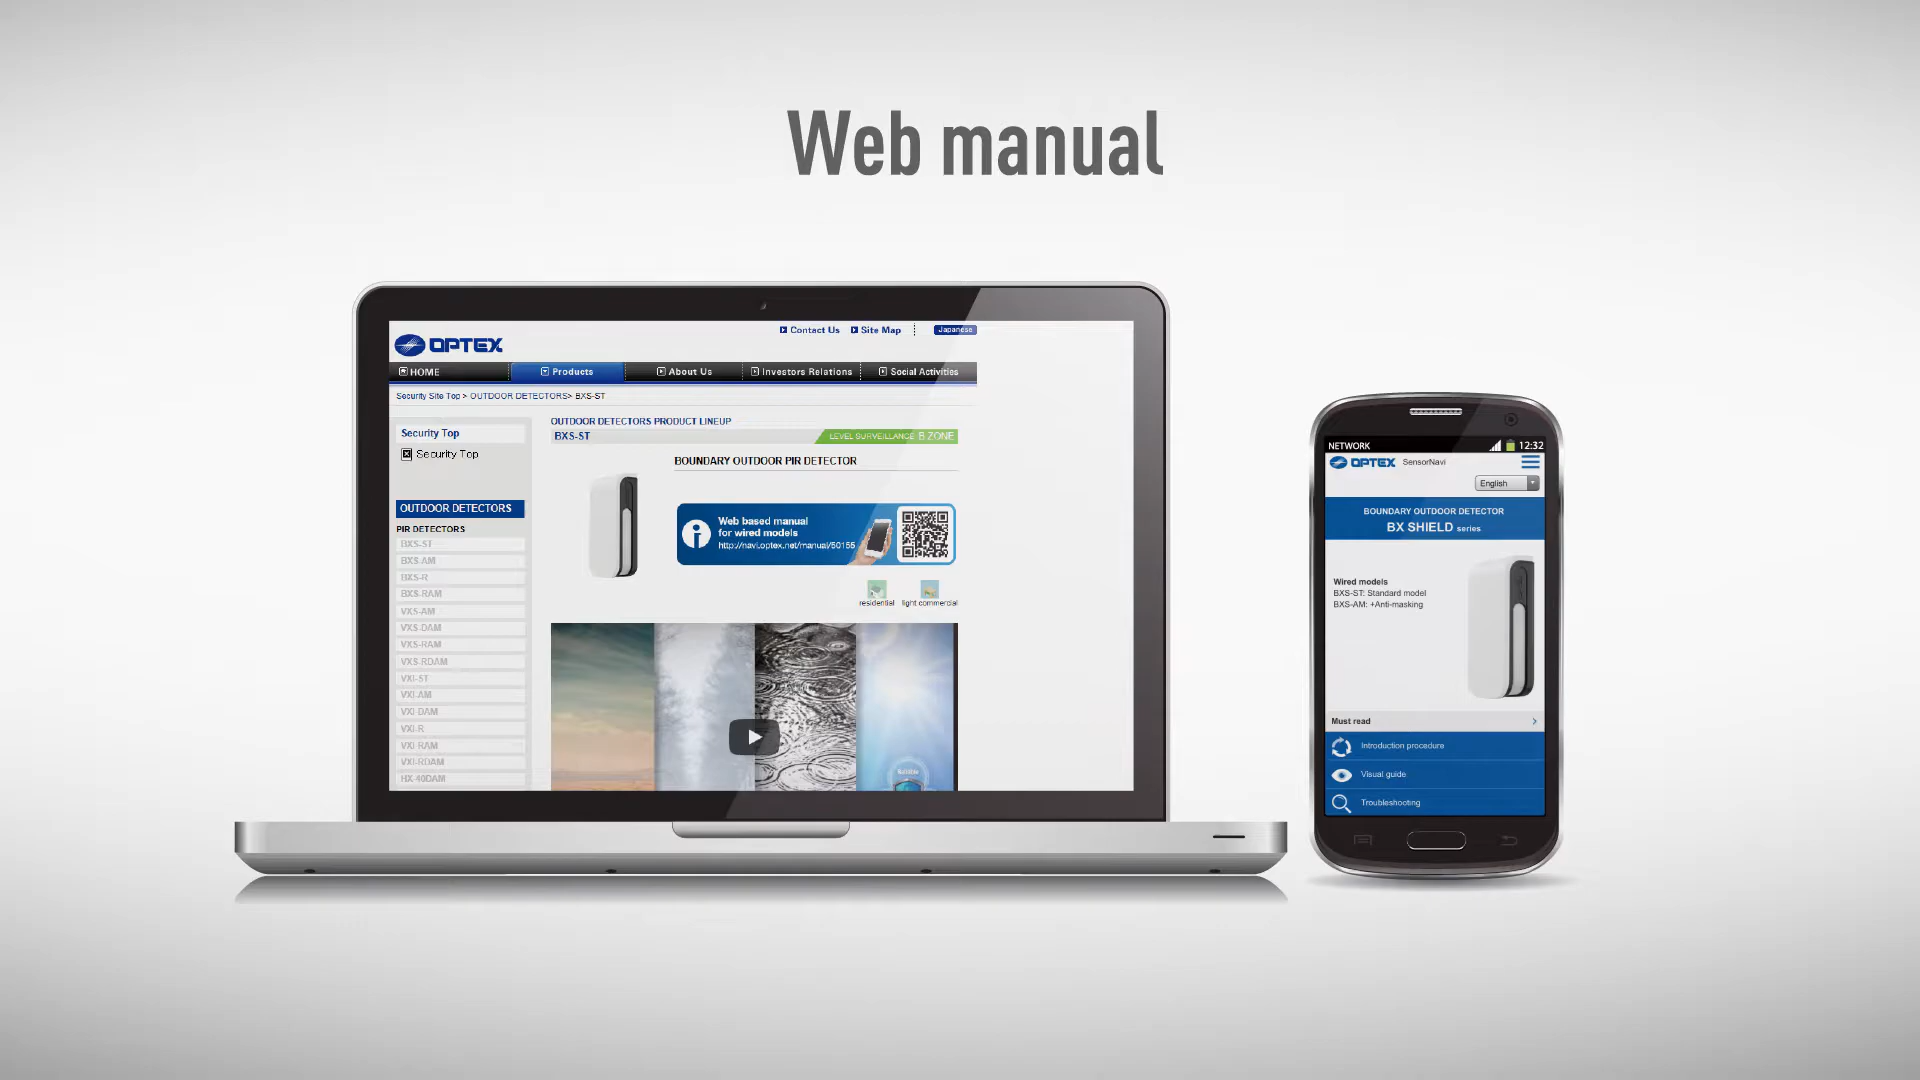 Web manual
OPTEX
Contact Us
Site Map
Japanese
HOME
Products
About Us
Investors Relations
Social Activities
Security Site Top > OUTDOOR DETECTORS> BXS-ST
Security Top
Security Top
OUTDOOR DETECTORS
PIR DETECTORS
BXS-ST
BXS-AM
BXS-R
BXS-RAM
VXS-AM
VXS-DAM
VXS-RAM
VXS-RDAM
VXI-ST
VXI-AM
VXI-DAM
VXI-R
VXI-RAM
VXI-RDAM
HX-40DAM
OUTDOOR DETECTORS PRODUCT LINEUP
BXS-ST
LEVEL SURVEILLANCE B ZONE
BOUNDARY OUTDOOR PIR DETECTOR
Web based manual
for wired models
http://navi.optex.net/manual/50155
residential
light commercial
Reliable
NETWORK 12:32
OPTEX SensorNavi
English
BOUNDARY OUTDOOR DETECTOR
BX SHIELD series
Wired models
BXS-ST: Standard model
BXS-AM: +Anti-masking
Must read
Introduction procedure
Visual guide
Troubleshooting